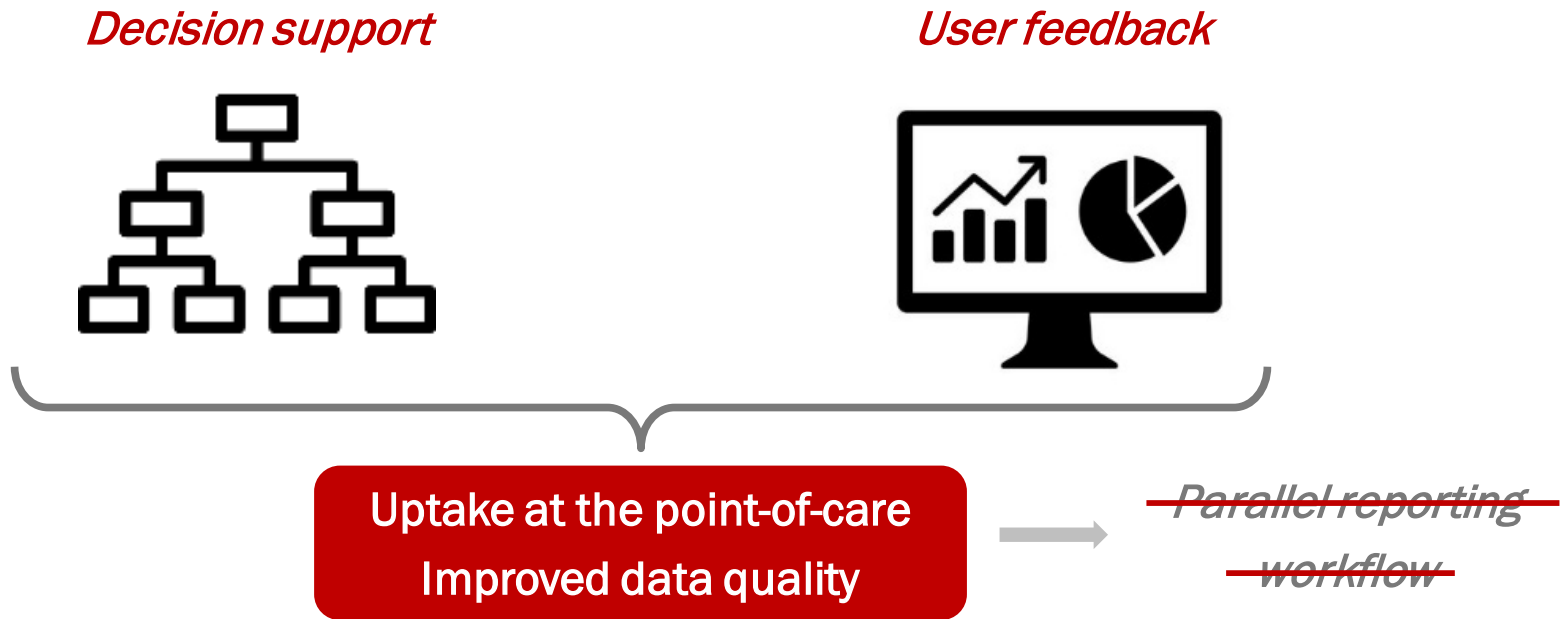 Decision support
User feedback
Uptake at the point-of-care
Improved data quality
Parallel reporting
workflow